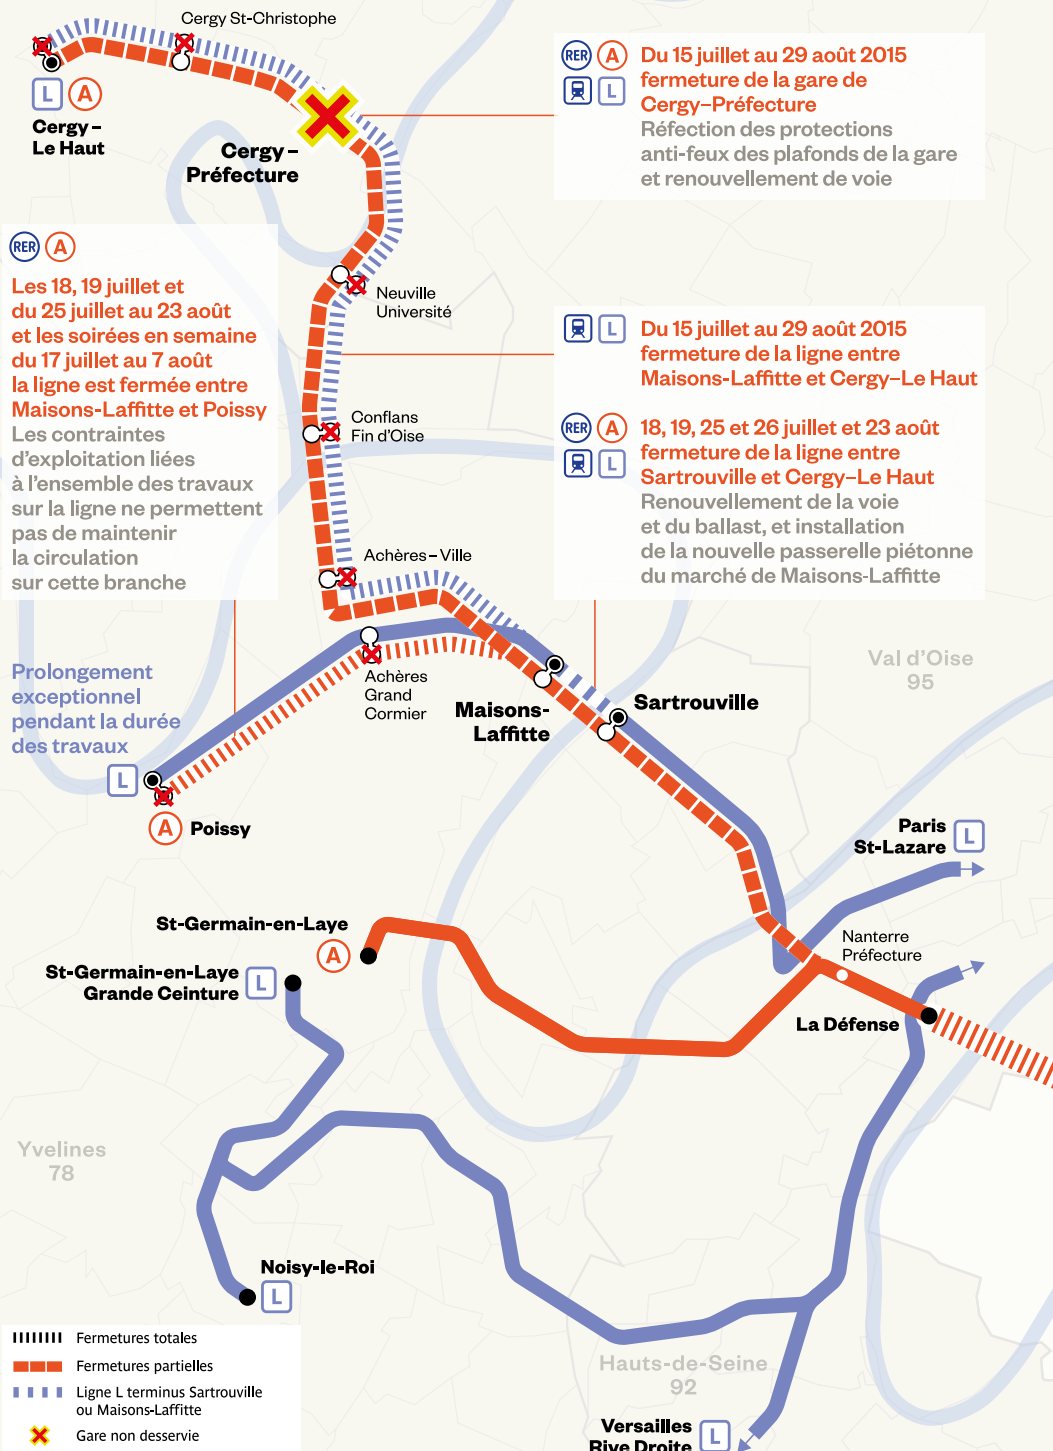 Cergy St-Christophe
L A
Cergy –
Le Haut
Cergy –
Préfecture
RER A
L
Du 15 juillet au 29 août 2015
fermeture de la gare de
Cergy–Préfecture
Réfection des protections
anti-feux des plafonds de la gare
et renouvellement de voie
RER A
Les 18, 19 juillet et
du 25 juillet au 23 août
et les soirées en semaine
du 17 juillet au 7 août
la ligne est fermée entre
Maisons-Laffitte et Poissy
Les contraintes
d'exploitation liées
à l'ensemble des travaux
sur la ligne ne permettent
pas de maintenir
la circulation
sur cette branche
Neuville
Université
L
Du 15 juillet au 29 août 2015
fermeture de la ligne entre
Maisons-Laffitte et Cergy–Le Haut
Conflans
Fin d'Oise
RER A
L
18, 19, 25 et 26 juillet et 23 août
fermeture de la ligne entre
Sartrouville et Cergy–Le Haut
Renouvellement de la voie
et du ballast, et installation
de la nouvelle passerelle piétonne
du marché de Maisons-Laffitte
Achères – Ville
Prolongement
exceptionnel
pendant la durée
des travaux
Achères
Grand
Cormier
Val d'Oise
95
Maisons-
Laffitte
Sartrouville
L
A Poissy
Paris
St-Lazare
L
St-Germain-en-Laye
A
Nanterre
Préfecture
St-Germain-en-Laye
Grande Ceinture
L
La Défense
Yvelines
78
Noisy-le-Roi
L
Hauts-de-Seine
92
Versailles
Rive Droite
L
Fermetures totales
Fermetures partielles
Ligne L terminus Sartrouville
ou Maisons-Laffitte
Gare non desservie